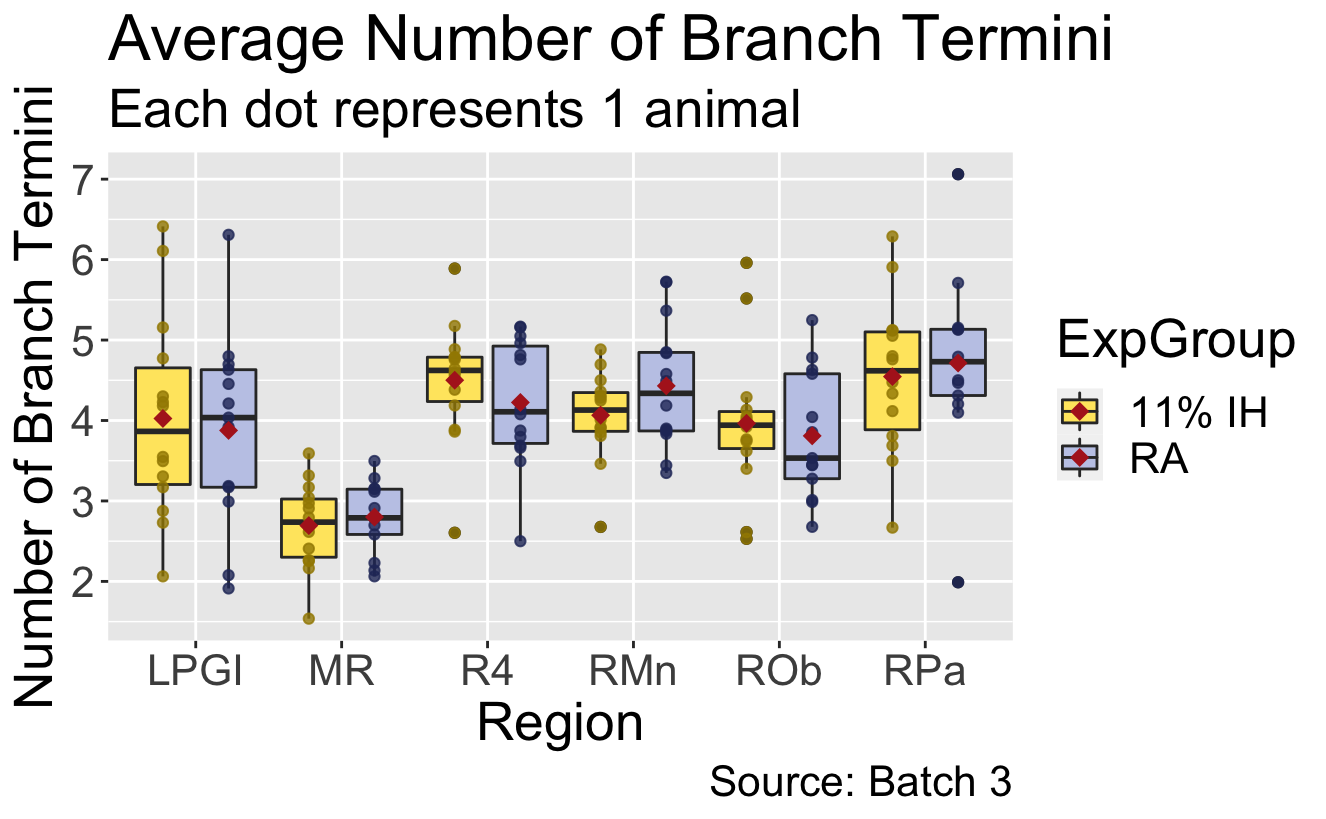 Average Number of Branch Termini
Each dot represents 1 animal
Number of Branch Termini
7
6
5
4
3
2
LPGI MR R4 RMn ROb RPa
Region
ExpGroup
11% IH
RA
Source: Batch 3